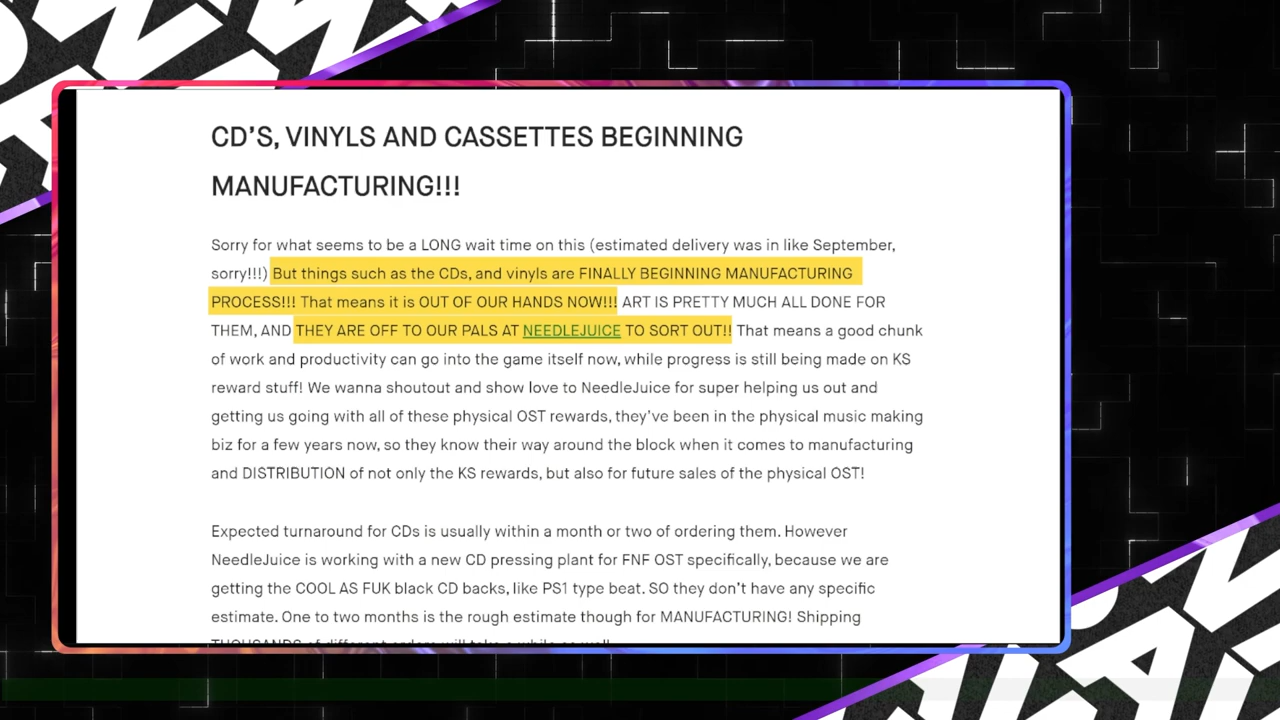 CD’S, VINYLS AND CASSETTES BEGINNING
MANUFACTURING!!!
Sorry for what seems to be a LONG wait time on this (estimated delivery was in like September,
sorry!!!) But things such as the CDs, and vinyls are FINALLY BEGINNING MANUFACTURING
PROCESS!!! That means it is OUT OF OUR HANDS NOW!!! ART IS PRETTY MUCH ALL DONE FOR
THEM, AND THEY ARE OFF TO OUR PALS AT NEEDLEJUICE TO SORT OUT!! That means a good chunk
of work and productivity can go into the game itself now, while progress is still being made on KS
reward stuff! We wanna shoutout and show love to NeedleJuice for super helping us out and
getting us going with all of these physical OST rewards, they’ve been in the physical music making
biz for a few years now, so they know their way around the block when it comes to manufacturing
and DISTRIBUTION of not only the KS rewards, but also for future sales of the physical OST!
Expected turnaround for CDs is usually within a month or two of ordering them. However
NeedleJuice is working with a new CD pressing plant for FNF OST specifically, because we are
getting the COOL AS FUK black CD backs, like PS1 type beat. SO they don’t have any specific
estimate. One to two months is the rough estimate though for MANUFACTURING! Shipping
THOUSANDS of different orders will take a while as well